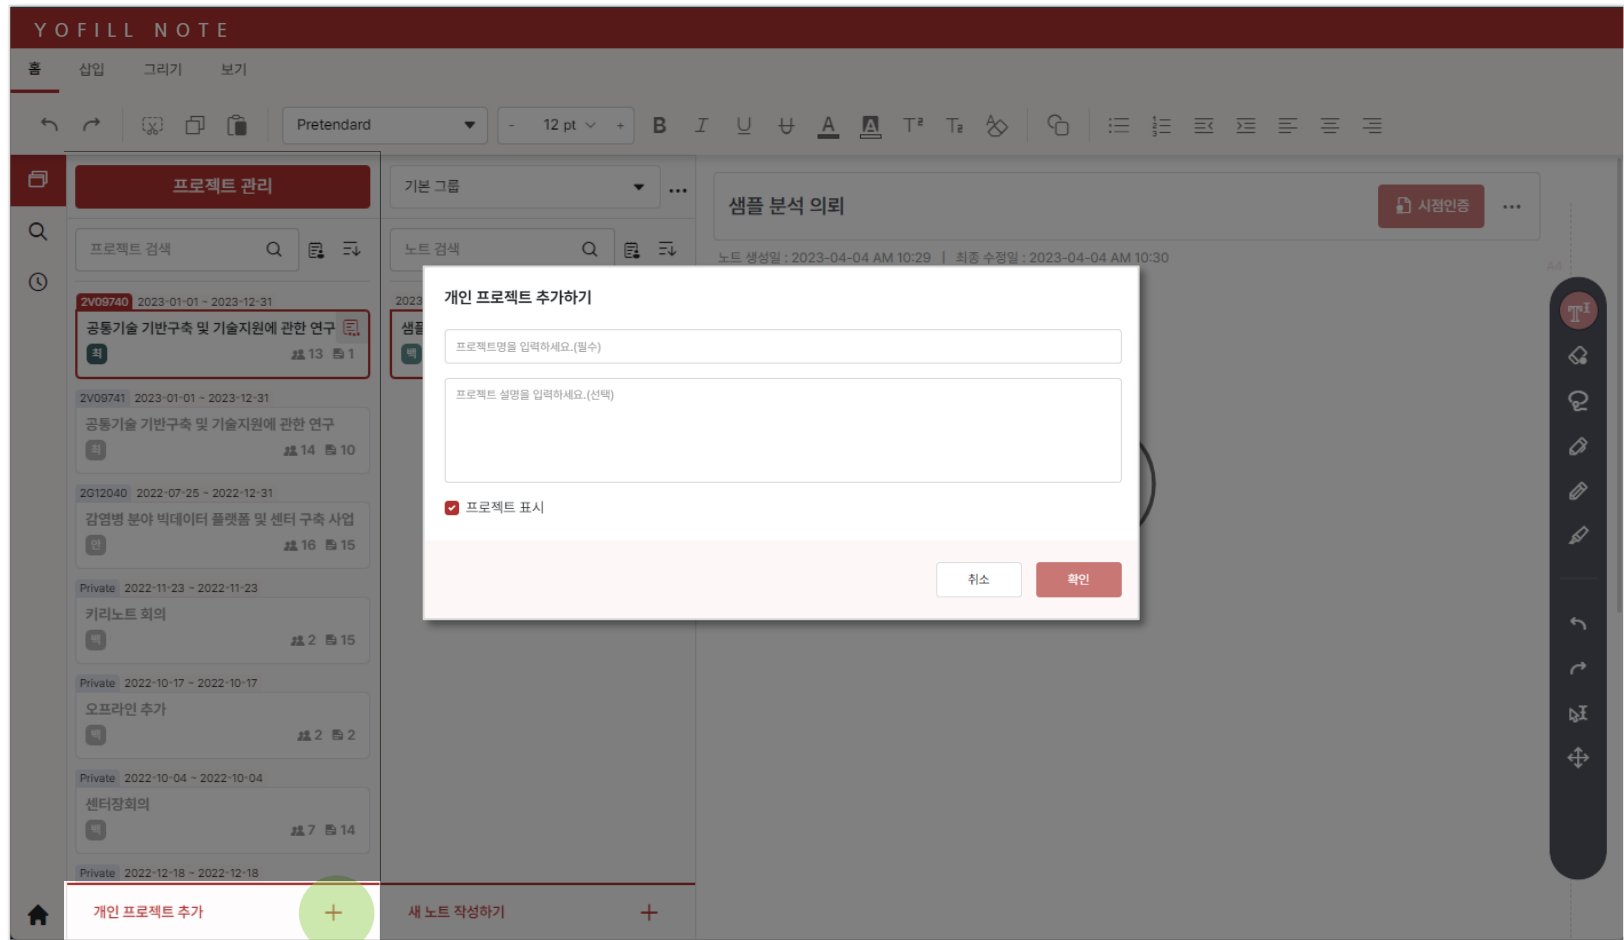 YOFILL NOTE
홈 삽입 그리기 보기
Pretendard - 12 pt +
프로젝트 관리
프로젝트 검색
2V09740 2023-01-01 ~ 2023-12-31
공통기술 기반구축 및 기술지원에 관한 연구
최 13 1
2V09741 2023-01-01 ~ 2023-12-31
공통기술 기반구축 및 기술지원에 관한 연구
최 14 10
2G12040 2022-07-25 ~ 2022-12-31
감염병 분야 빅데이터 플랫폼 및 센터 구축 사업
안 16 15
Private 2022-11-23 ~ 2022-11-23
키리노트 회의
백 2 15
Private 2022-10-17 ~ 2022-10-17
오프라인 추가
백 2 2
Private 2022-10-04 ~ 2022-10-04
센터장회의
백 7 14
Private 2022-12-18 ~ 2022-12-18
개인 프로젝트 추가 +
기본 그룹
노트 검색
2023
샘플
백
새 노트 작성하기 +
샘플 분석 의뢰
시점인증
노트 생성일 : 2023-04-04 AM 10:29 | 최종 수정일 : 2023-04-04 AM 10:30
A4
개인 프로젝트 추가하기
프로젝트명을 입력하세요.(필수)
프로젝트 설명을 입력하세요.(선택)
프로젝트 표시
취소 확인